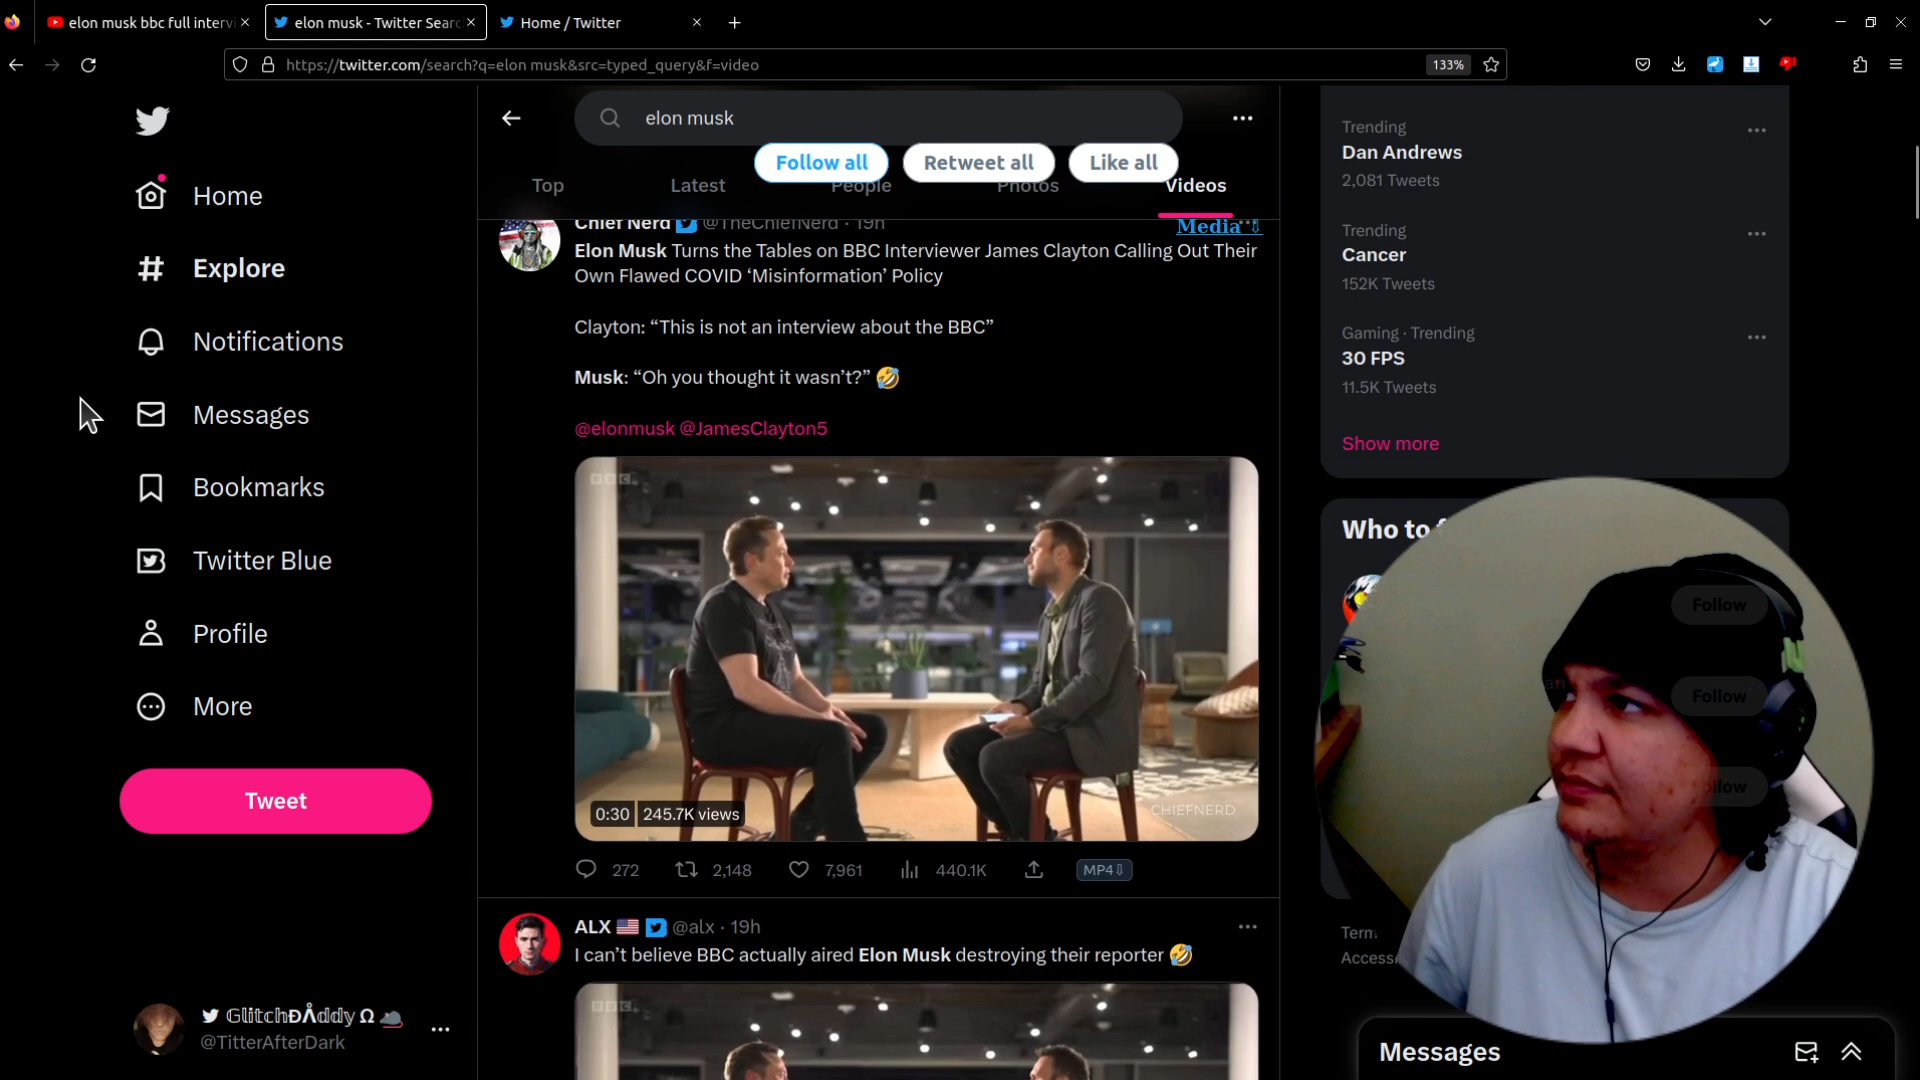 elon musk bbc full intervi
elon musk - Twitter Searc
Home / Twitter
https://twitter.com/search?q=elon musk&src=typed_query&f=video
133%
Home
Explore
Notifications
Messages
Bookmarks
Twitter Blue
Profile
More
Tweet
G𝕝𝕚𝕥𝕔𝕙ĐÅ𝕕𝕕𝕪 Ω
@TitterAfterDark
elon musk
Follow all
Retweet all
Like all
Top
Latest
People
Photos
Videos
Chief Nerd @TheChiefNerd · 19h
Media⇩
Elon Musk Turns the Tables on BBC Interviewer James Clayton Calling Out Their
Own Flawed COVID ‘Misinformation’ Policy
Clayton: “This is not an interview about the BBC”
Musk: “Oh you thought it wasn’t?” 🤣
@elonmusk @JamesClayton5
BBC
0:30
245.7K views
CHIEFNERD
272
2,148
7,961
440.1K
MP4⇩
ALX 🇺🇸 @alx · 19h
I can’t believe BBC actually aired Elon Musk destroying their reporter 🤣
BBC
Trending
Dan Andrews
2,081 Tweets
Trending
Cancer
152K Tweets
Gaming · Trending
30 FPS
11.5K Tweets
Show more
Who to f
Follow
Follow
ollow
Term
Access
Messages